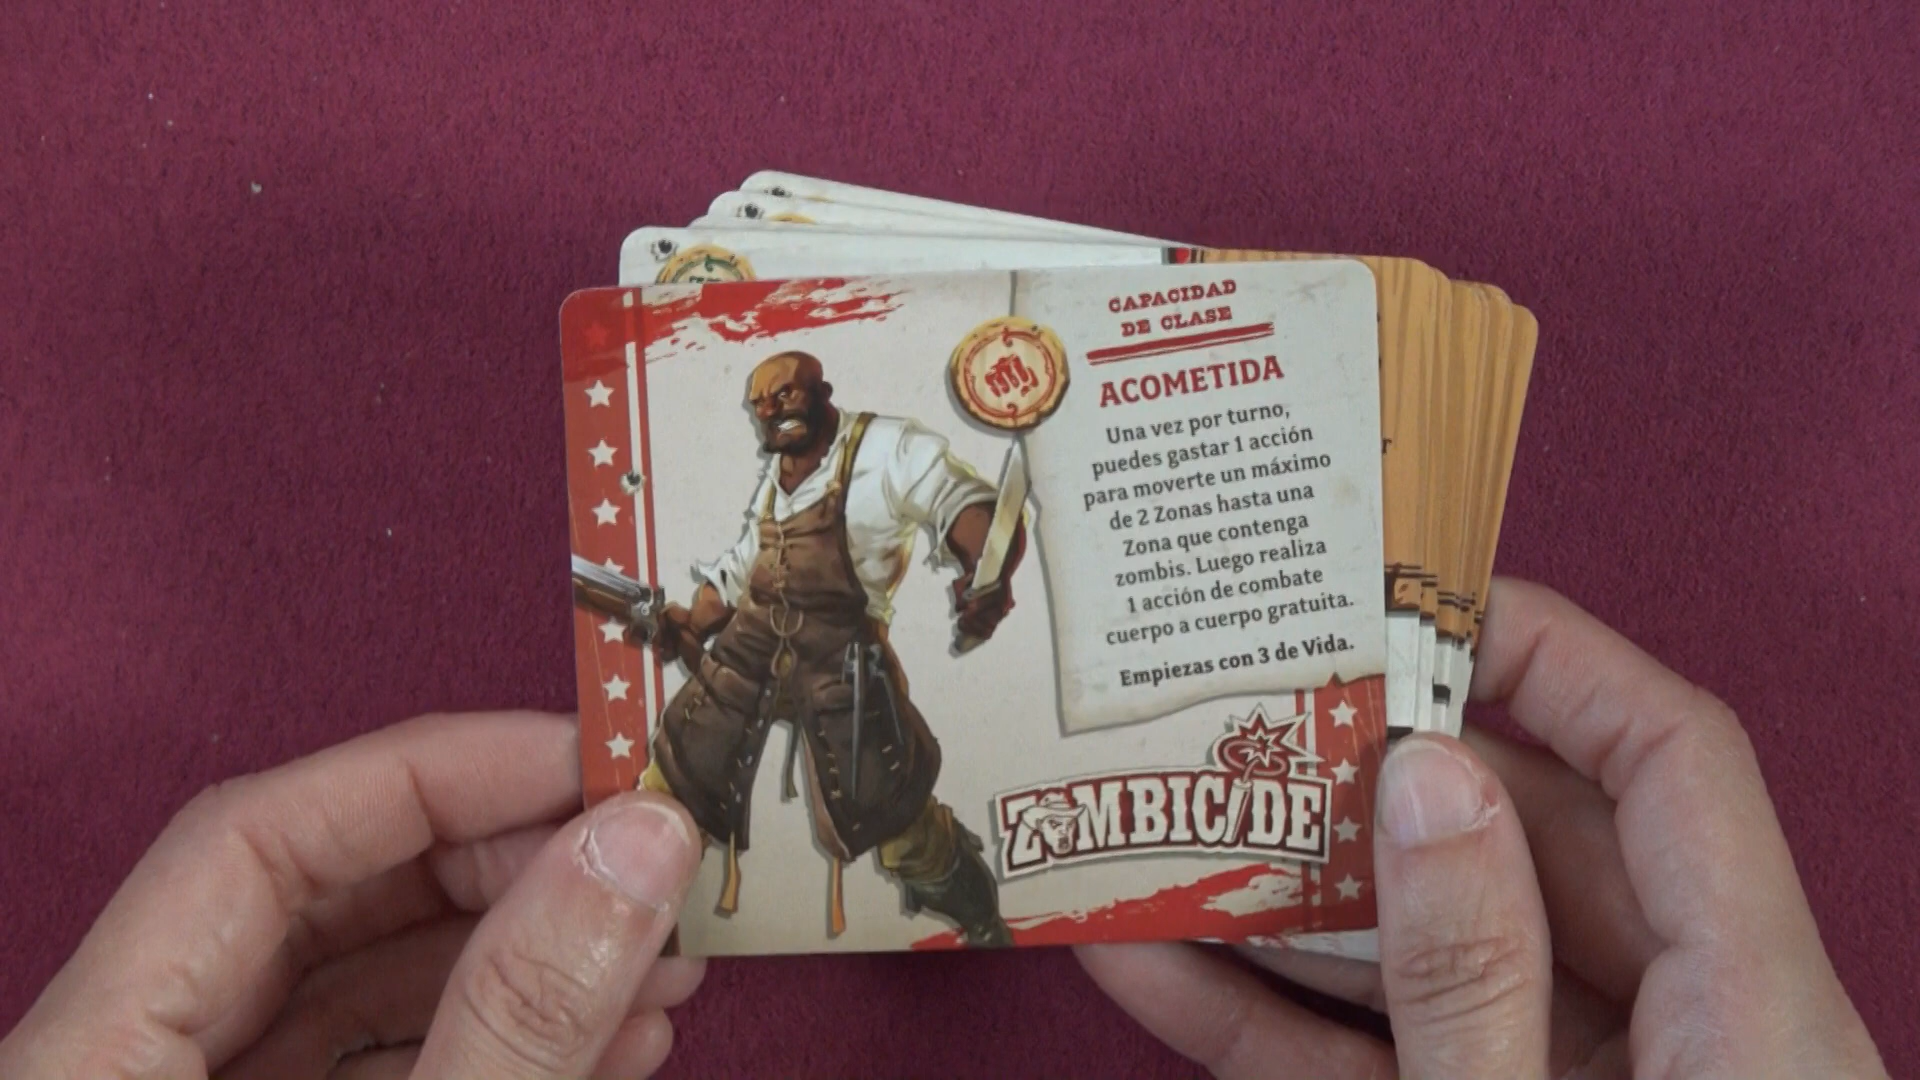 CAPACIDAD
DE CLASE
ACOMETIDA
Una vez por turno,
puedes gastar 1 acción
para moverte un máximo
de 2 Zonas hasta una
Zona que contenga
zombis. Luego realiza
1 acción de combate
cuerpo a cuerpo gratuita.
Empiezas con 3 de Vida.
ZOMBICIDE
r